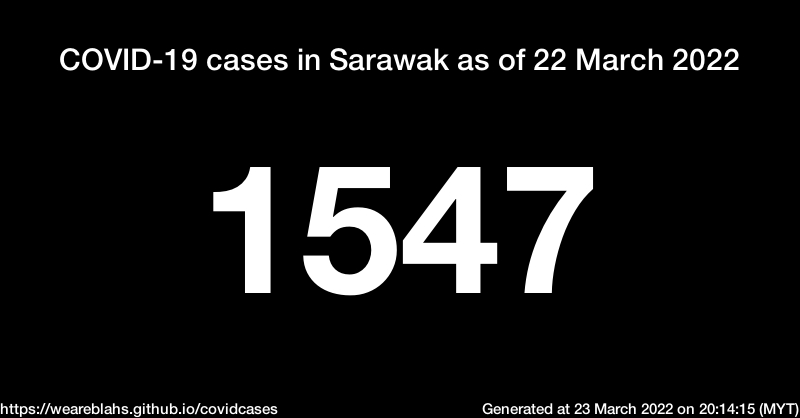 COVID-19 cases in Sarawak as of 22 March 2022
1547
https://weareblahs.github.io/covidcases
Generated at 23 March 2022 on 20:14:15 (MYT)